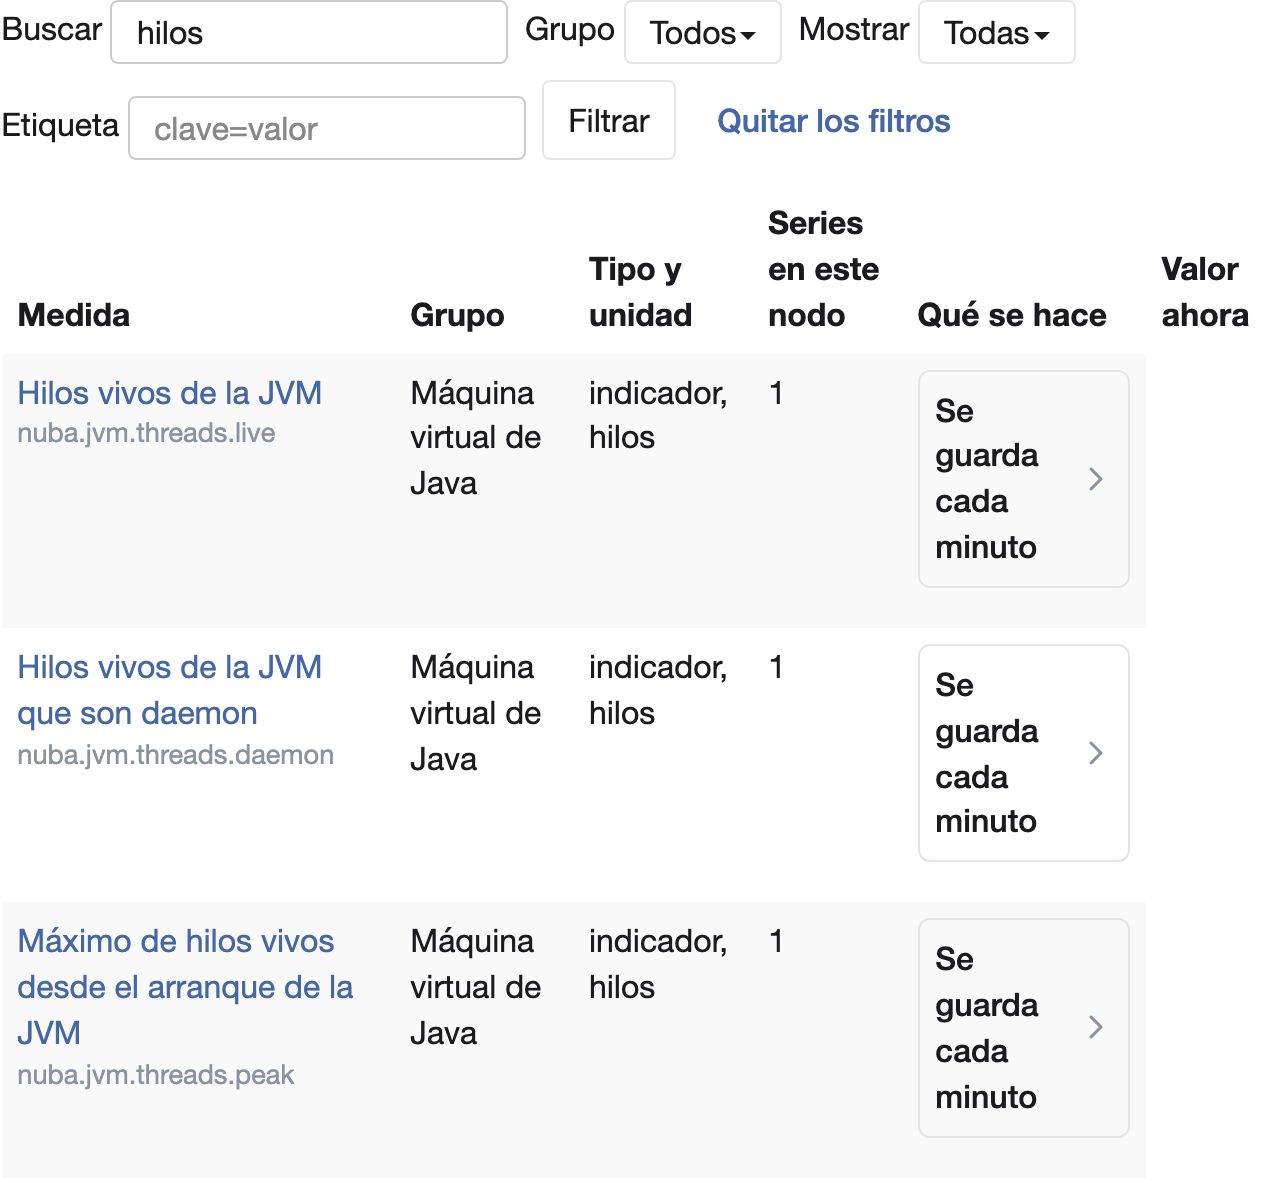 Buscar hilos Grupo Todos Mostrar Todas
Etiqueta clave=valor Filtrar Quitar los filtros
Medida Grupo Tipo y unidad Series en este nodo Qué se hace Valor ahora
Hilos vivos de la JVM
nuba.jvm.threads.live
Máquina
virtual de
Java
indicador,
hilos
1
Se
guarda
cada
minuto
Hilos vivos de la JVM
que son daemon
nuba.jvm.threads.daemon
Máquina
virtual de
Java
indicador,
hilos
1
Se
guarda
cada
minuto
Máximo de hilos vivos
desde el arranque de la
JVM
nuba.jvm.threads.peak
Máquina
virtual de
Java
indicador,
hilos
1
Se
guarda
cada
minuto